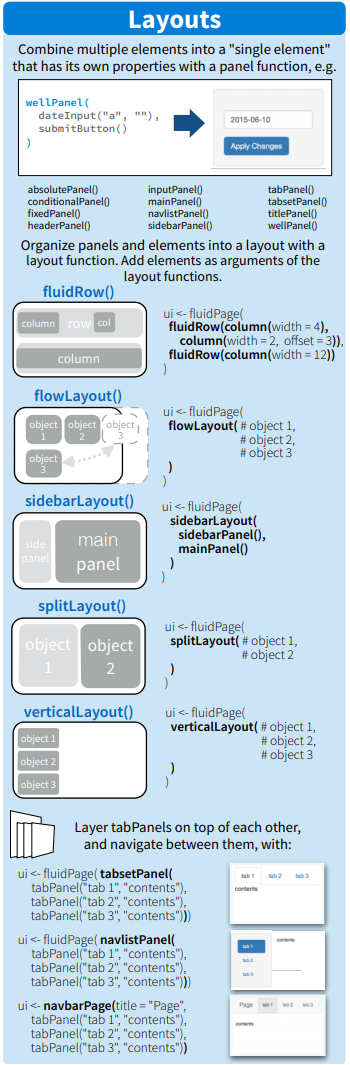 Layouts
Combine multiple elements into a "single element"
that has its own properties with a panel function, e.g.
wellPanel(
dateInput("a", ""),
submitButton()
)
2015-06-10
Apply Changes
absolutePanel()
conditionalPanel()
fixedPanel()
headerPanel()
inputPanel()
mainPanel()
navlistPanel()
sidebarPanel()
tabPanel()
tabsetPanel()
titlePanel()
wellPanel()
Organize panels and elements into a layout with a
layout function. Add elements as arguments of the
layout functions.
fluidRow()
column row col
column
ui <- fluidPage(
fluidRow(column(width = 4),
column(width = 2, offset = 3)),
fluidRow(column(width = 12))
)
flowLayout()
object
1
object
2
object
3
object
3
ui <- fluidPage(
flowLayout( # object 1,
# object 2,
# object 3
)
)
sidebarLayout()
side
panel
main
panel
ui <- fluidPage(
sidebarLayout(
sidebarPanel(),
mainPanel()
)
)
splitLayout()
object
1
object
2
ui <- fluidPage(
splitLayout( # object 1,
# object 2
)
)
verticalLayout()
object 1
object 2
object 3
ui <- fluidPage(
verticalLayout( # object 1,
# object 2,
# object 3
)
)
Layer tabPanels on top of each other,
and navigate between them, with:
ui <- fluidPage( tabsetPanel(
tabPanel("tab 1", "contents"),
tabPanel("tab 2", "contents"),
tabPanel("tab 3", "contents")))
tab 1 tab 2 tab 3
contents
ui <- fluidPage( navlistPanel(
tabPanel("tab 1", "contents"),
tabPanel("tab 2", "contents"),
tabPanel("tab 3", "contents")))
tab 1
tab 2
tab 3
contents
ui <- navbarPage(title = "Page",
tabPanel("tab 1", "contents"),
tabPanel("tab 2", "contents"),
tabPanel("tab 3", "contents"))
Page tab 1 tab 2 tab 3
contents